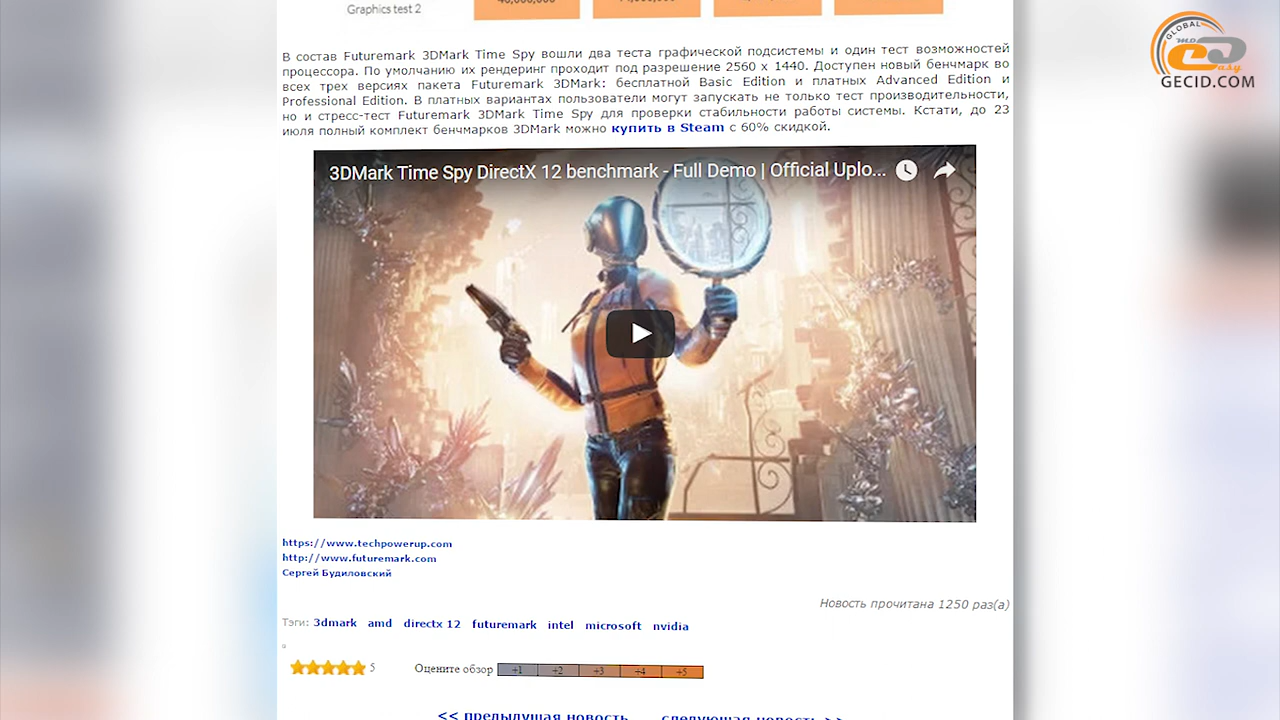 Graphics test 2
В состав Futuremark 3DMark Time Spy вошли два теста графической подсистемы и один тест возможностей
процессора. По умолчанию их рендеринг проходит под разрешение 2560 x 1440. Доступен новый бенчмарк во
всех трех версиях пакета Futuremark 3DMark: бесплатной Basic Edition и платных Advanced Edition и
Professional Edition. В платных вариантах пользователи могут запускать не только тест производительности,
но и стресс-тест Futuremark 3DMark Time Spy для проверки стабильности работы системы. Кстати, до 23
июля полный комплект бенчмарков 3DMark можно купить в Steam с 60% скидкой.
3DMark Time Spy DirectX 12 benchmark - Full Demo | Official Uplo...
https://www.techpowerup.com
http://www.futuremark.com
Сергей Будиловский
Новость прочитана 1250 раз(а)
Тэги: 3dmark amd directx 12 futuremark intel microsoft nvidia
5 Оцените обзор +1 +2 +3 +4 +5
<< предыдущая новость следующая новость >>
GLOBAL
asy
GECID.COM